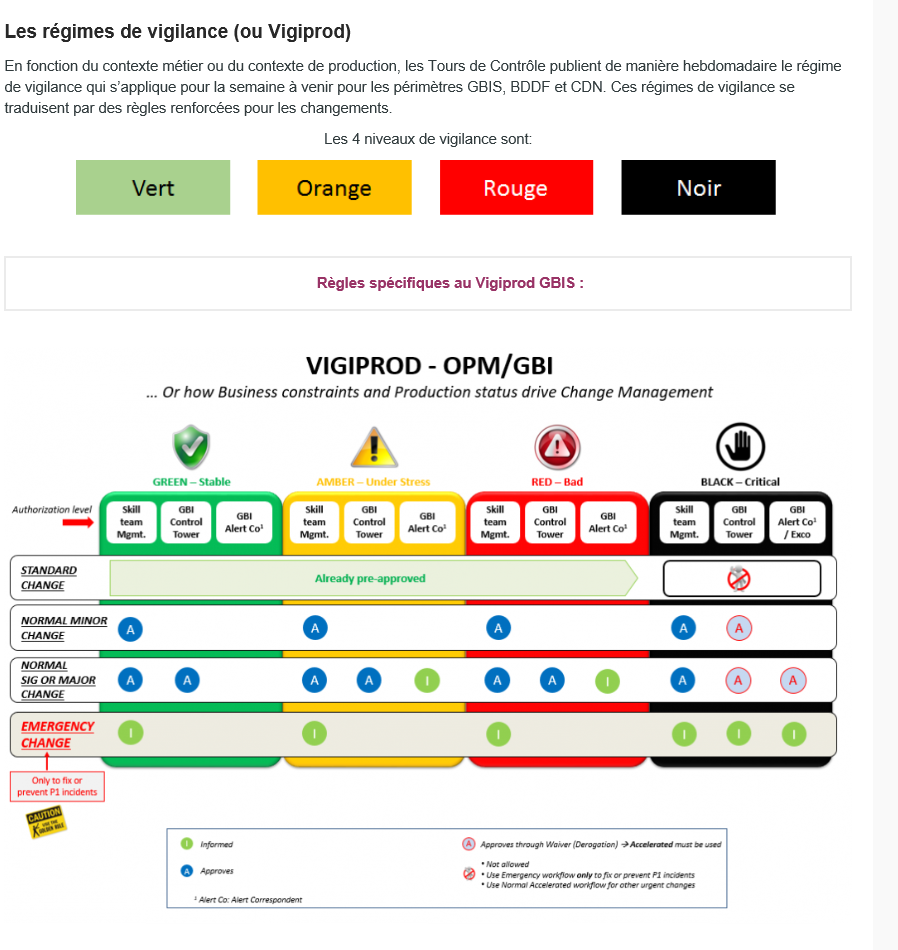 Les régimes de vigilance (ou Vigiprod)
En fonction du contexte métier ou du contexte de production, les Tours de Contrôle publient de manière hebdomadaire le régime
de vigilance qui s'applique pour la semaine à venir pour les périmètres GBIS, BDDF et CDN. Ces régimes de vigilance se
traduisent par des règles renforcées pour les changements.
Les 4 niveaux de vigilance sont:
Vert Orange Rouge Noir
Règles spécifiques au Vigiprod GBIS :
VIGIPROD - OPM/GBI
... Or how Business constraints and Production status drive Change Management
GREEN – Stable AMBER – Under Stress RED – Bad BLACK – Critical
Authorization level
Skill team Mgmt. GBI Control Tower GBI Alert Co¹ Skill team Mgmt. GBI Control Tower GBI Alert Co¹ Skill team Mgmt. GBI Control Tower GBI Alert Co¹ Skill team Mgmt. GBI Control Tower GBI Alert Co¹ / Exco
STANDARD
CHANGE
Already pre-approved
NORMAL MINOR
CHANGE
A A A A A
NORMAL
SIG OR MAJOR
CHANGE
A A A A I A A I A A A
EMERGENCY
CHANGE
I I I I I I
Only to fix or
prevent P1 incidents
CAUTION
GOLDEN RULE
I Informed
A Approves
¹ Alert Co: Alert Correspondent
A Approves through Waiver (Derogation) → Accelerated must be used
• Not allowed
• Use Emergency workflow only to fix or prevent P1 incidents
• Use Normal Accelerated workflow for other urgent changes